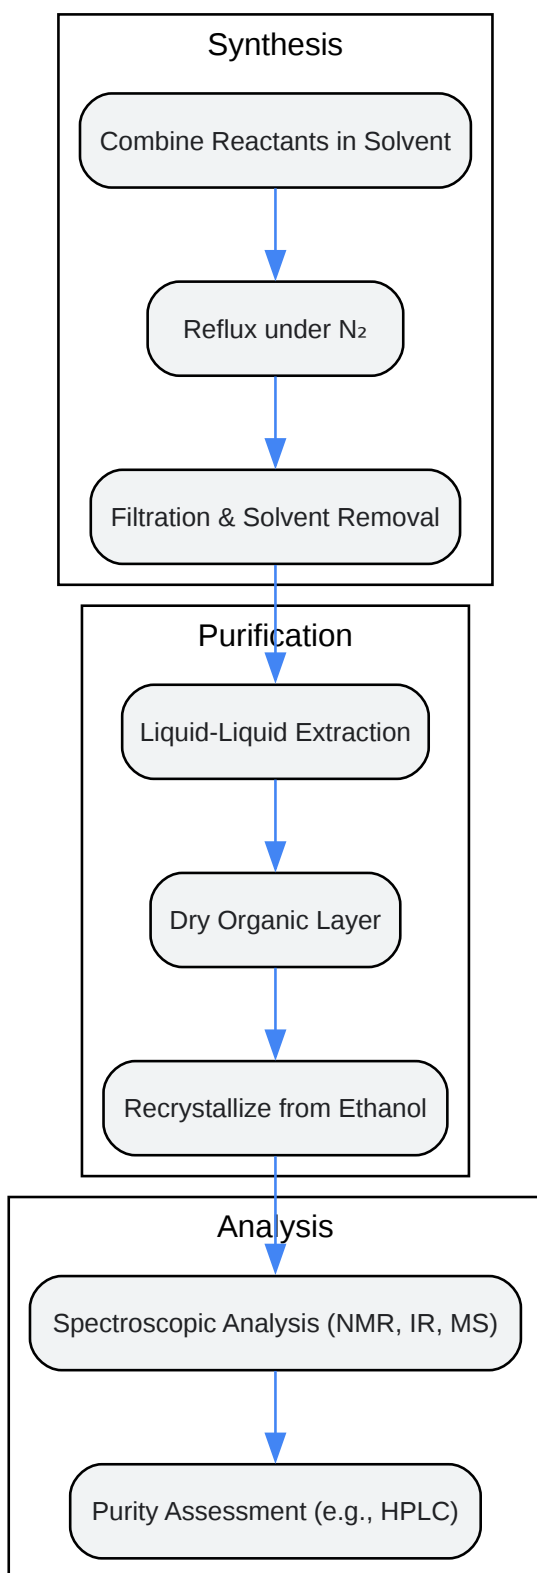 Synthesis
Combine Reactants in Solvent
Reflux under N₂
Filtration & Solvent Removal
Purification
Liquid-Liquid Extraction
Dry Organic Layer
Recrystallize from Ethanol
Analysis
Spectroscopic Analysis (NMR, IR, MS)
Purity Assessment (e.g., HPLC)